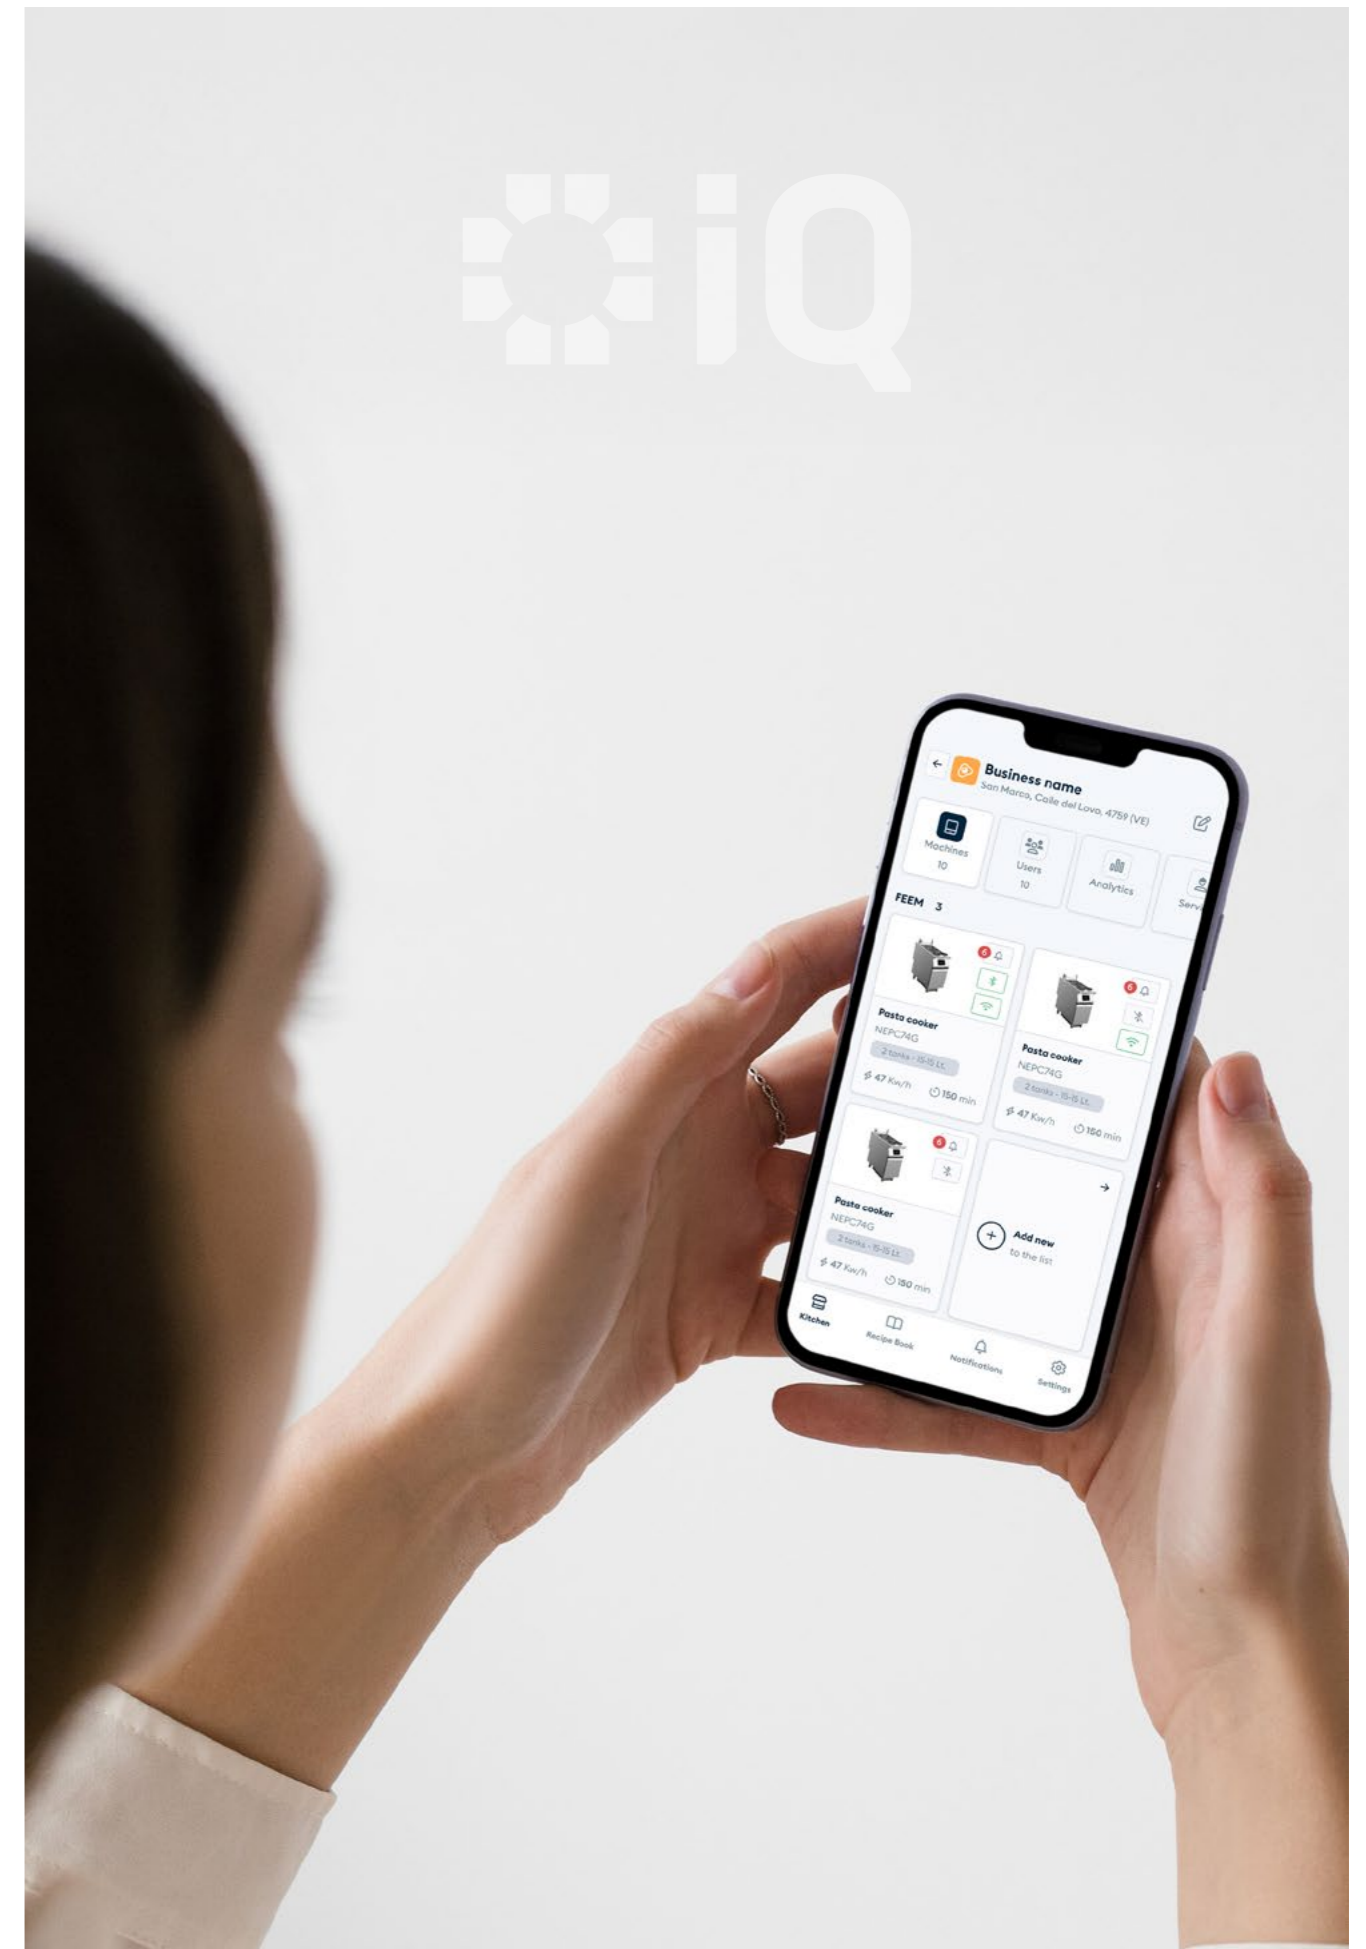 iQ
Business name
San Marco, Calle del Lovo, 4759 (VE)
Machines
10
Users
10
Analytics
Servi
FEEM 3
6
Pasta cooker
NEPC74G
2 tanks - 15-15 Lt.
47 Kw/h 150 min
6
Pasta cooker
NEPC74G
2 tanks - 15-15 Lt.
47 Kw/h 150 min
6
Pasta cooker
NEPC74G
2 tanks - 15-15 Lt.
47 Kw/h 150 min
Add new
to the list
Kitchen
Recipe Book
Notifications
Settings